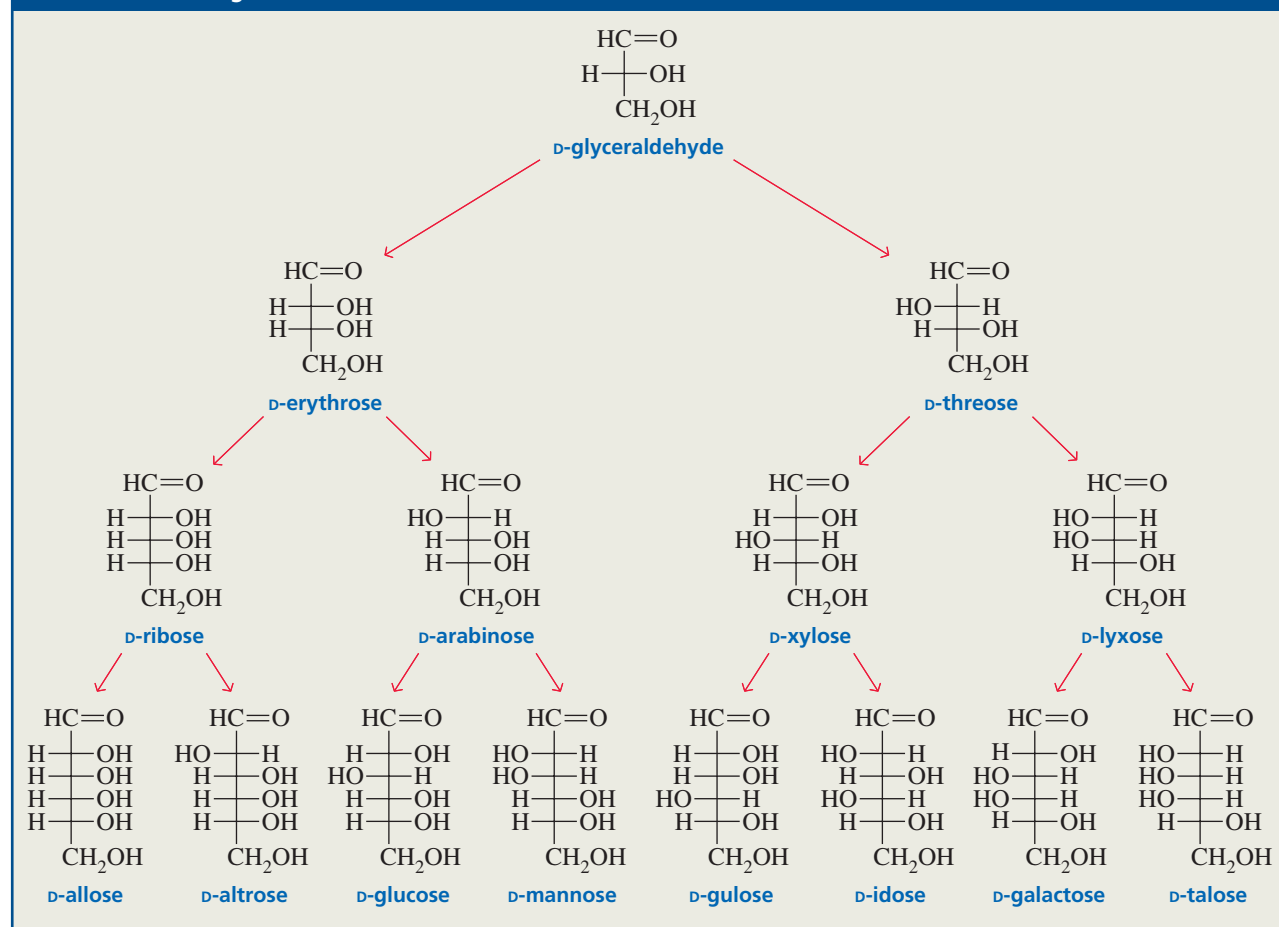 HC=O
H OH
CH₂OH
D-glyceraldehyde
HC=O
H OH
H OH
CH₂OH
D-erythrose
HC=O
HO H
H OH
CH₂OH
D-threose
HC=O
H OH
H OH
H OH
CH₂OH
D-ribose
HC=O
HO H
H OH
H OH
CH₂OH
D-arabinose
HC=O
H OH
HO H
H OH
CH₂OH
D-xylose
HC=O
HO H
HO H
H OH
CH₂OH
D-lyxose
HC=O
H OH
H OH
H OH
H OH
CH₂OH
D-allose
HC=O
HO H
H OH
H OH
H OH
CH₂OH
D-altrose
HC=O
H OH
HO H
H OH
H OH
CH₂OH
D-glucose
HC=O
HO H
HO H
H OH
H OH
CH₂OH
D-mannose
HC=O
H OH
H OH
HO H
H OH
CH₂OH
D-gulose
HC=O
HO H
H OH
HO H
H OH
CH₂OH
D-idose
HC=O
H OH
HO H
HO H
H OH
CH₂OH
D-galactose
HC=O
HO H
HO H
HO H
H OH
CH₂OH
D-talose